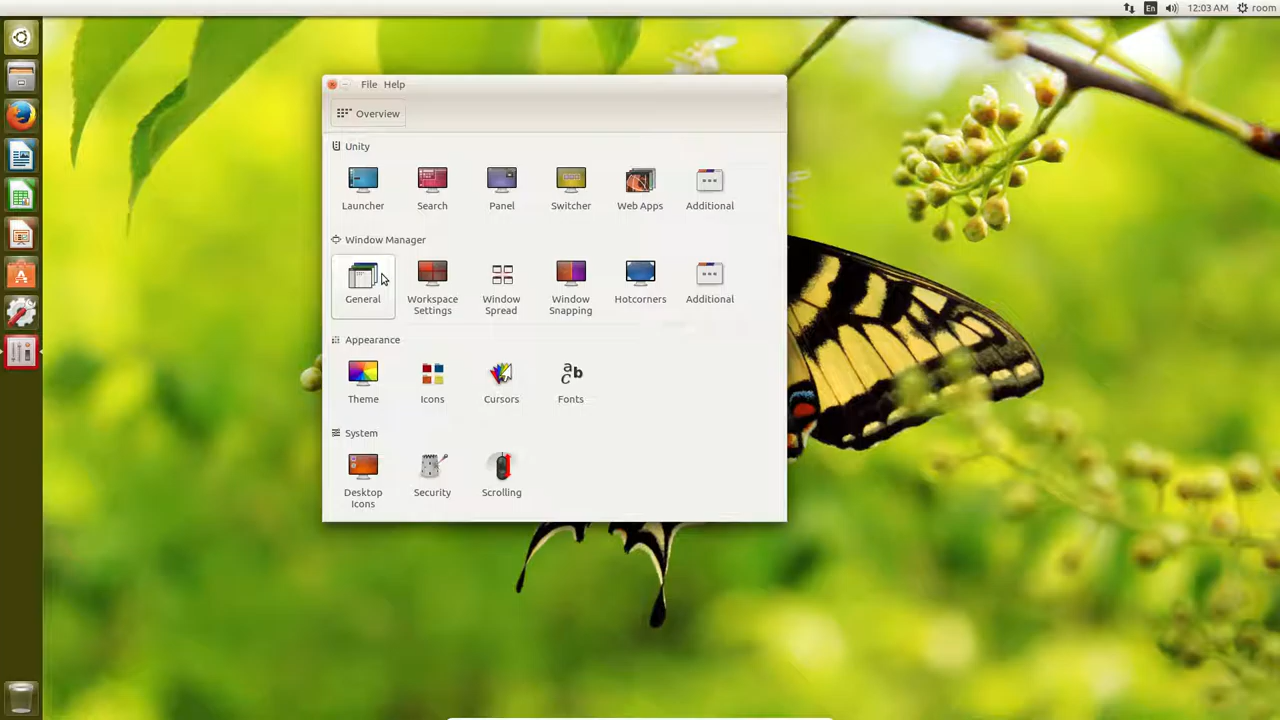 En 12:03 AM room
File Help
Overview
Unity
Launcher Search Panel Switcher Web Apps Additional
Window Manager
General Workspace Settings Window Spread Window Snapping Hotcorners Additional
Appearance
Theme Icons Cursors Fonts
System
Desktop Icons Security Scrolling